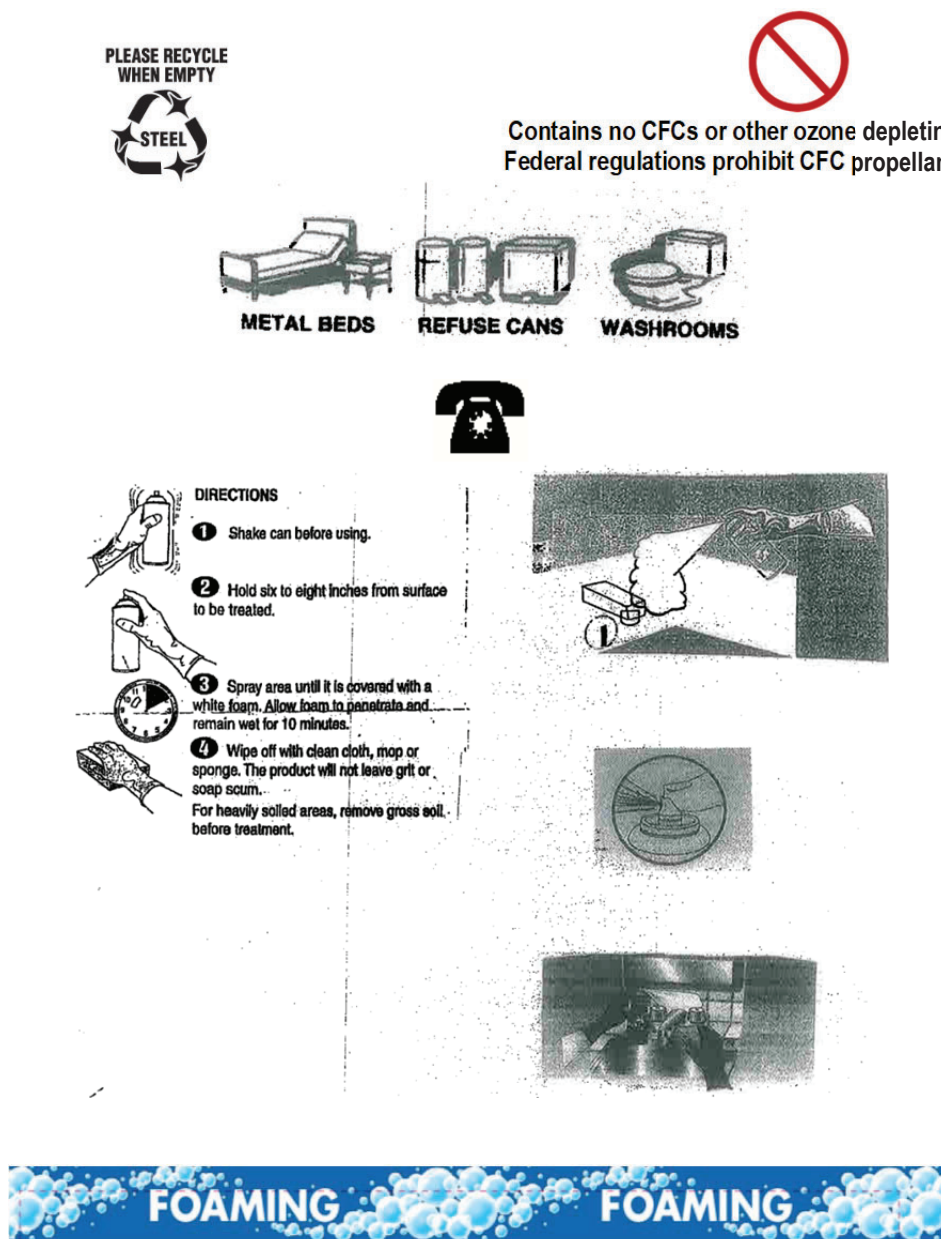 PLEASE RECYCLE
WHEN EMPTY
STEEL
Contains no CFCs or other ozone
Federal regulations prohibit CFC
METAL BEDS
REFUSE CANS
WASHROOMS
DIRECTIONS
1 Shake can before using.
2 Hold six to eight inches from surface
to be treated.
3 Spray area until it is covered with a
white foam. Allow foam to penetrate and
remain wet for 10 minutes.
4 Wipe off with clean cloth, mop or
sponge. The product will not leave grit or
soap scum.
For heavily soiled areas, remove gross soil
before treatment.
FOAMING FOAMING